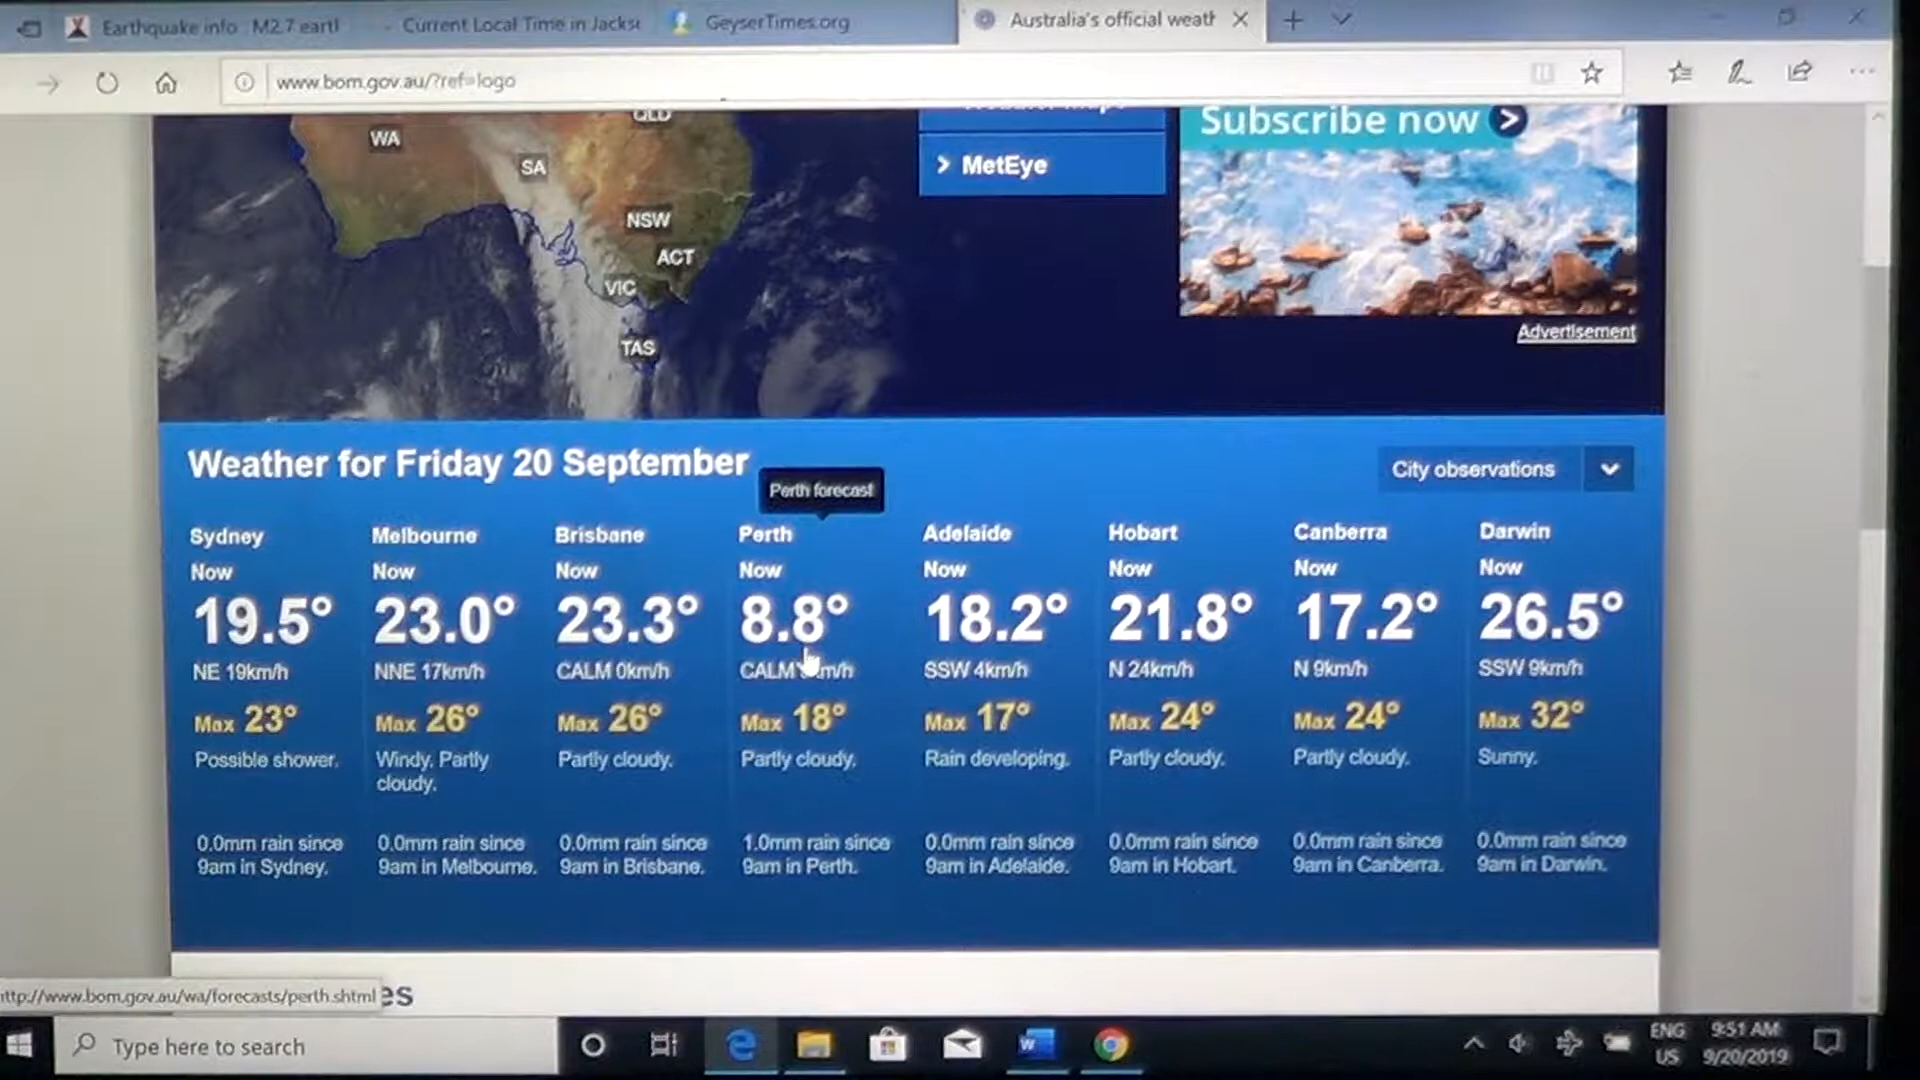 Earthquake info : M2.7 eartl
Current Local Time in Jackso
GeyserTimes.org
Australia's official weath
www.bom.gov.au/?ref=logo
QLD
WA
SA
NSW
ACT
VIC
TAS
MetEye
Subscribe now
Advertisement
Weather for Friday 20 September
Perth forecast
City observations
Sydney Melbourne Brisbane Perth Adelaide Hobart Canberra Darwin
Now Now Now Now Now Now Now Now
19.5° 23.0° 23.3° 8.8° 18.2° 21.8° 17.2° 26.5°
NE 19km/h NNE 17km/h CALM 0km/h CALM SSW 4km/h N 24km/h N 9km/h SSW 9km/h
Max 23° Max 26° Max 26° Max 18° Max 17° Max 24° Max 24° Max 32°
Possible shower. Windy. Partly Partly cloudy. Partly cloudy. Rain developing. Partly cloudy. Partly cloudy. Sunny.
cloudy.
0.0mm rain since 0.0mm rain since 0.0mm rain since 1.0mm rain since 0.0mm rain since 0.0mm rain since 0.0mm rain since 0.0mm rain since
9am in Sydney. 9am in Melbourne. 9am in Brisbane. 9am in Perth. 9am in Adelaide. 9am in Hobart. 9am in Canberra. 9am in Darwin.
ttp://www.bom.gov.au/wa/forecasts/perth.shtml es
Type here to search
ENG 9:51 AM
US 9/20/2019